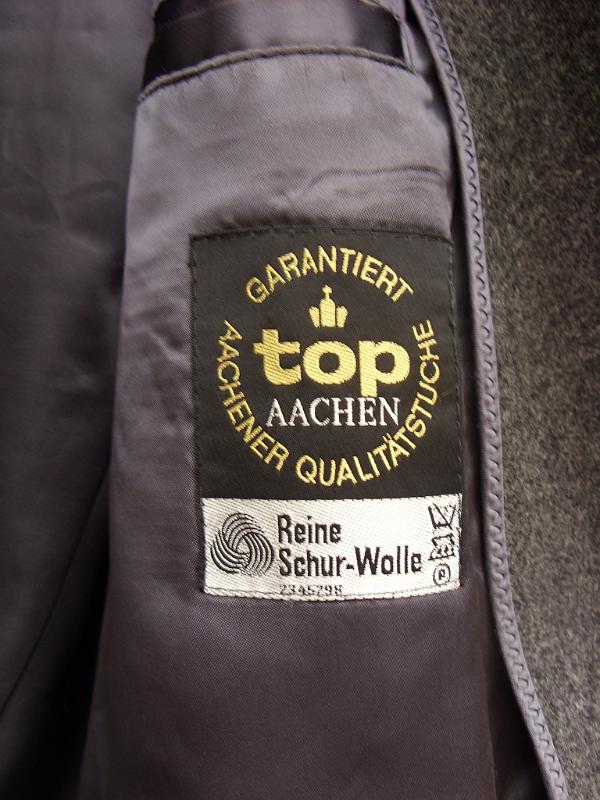 GARANTIERT
top
AACHEN
AACHENER QUALITÄTSTUCHE
Reine
Schur-Wolle
P
2345298